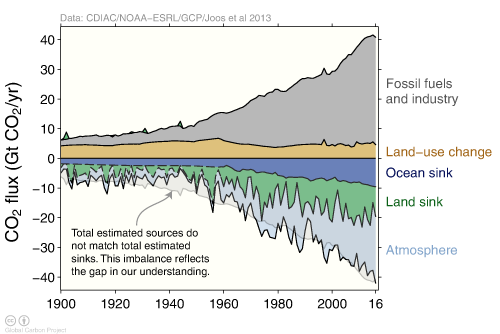 Data: CDIAC/NOAA−ESRL/GCP/Joos et al 2013
CO2 flux (Gt CO2/yr)
40
30
20
10
0
−10
−20
−30
−40
Fossil fuels
and industry
Land−use change
Ocean sink
Land sink
Atmosphere
Total estimated sources do
not match total estimated
sinks. This imbalance reflects
the gap in our understanding.
1900 1920 1940 1960 1980 2000 16
Global Carbon Project